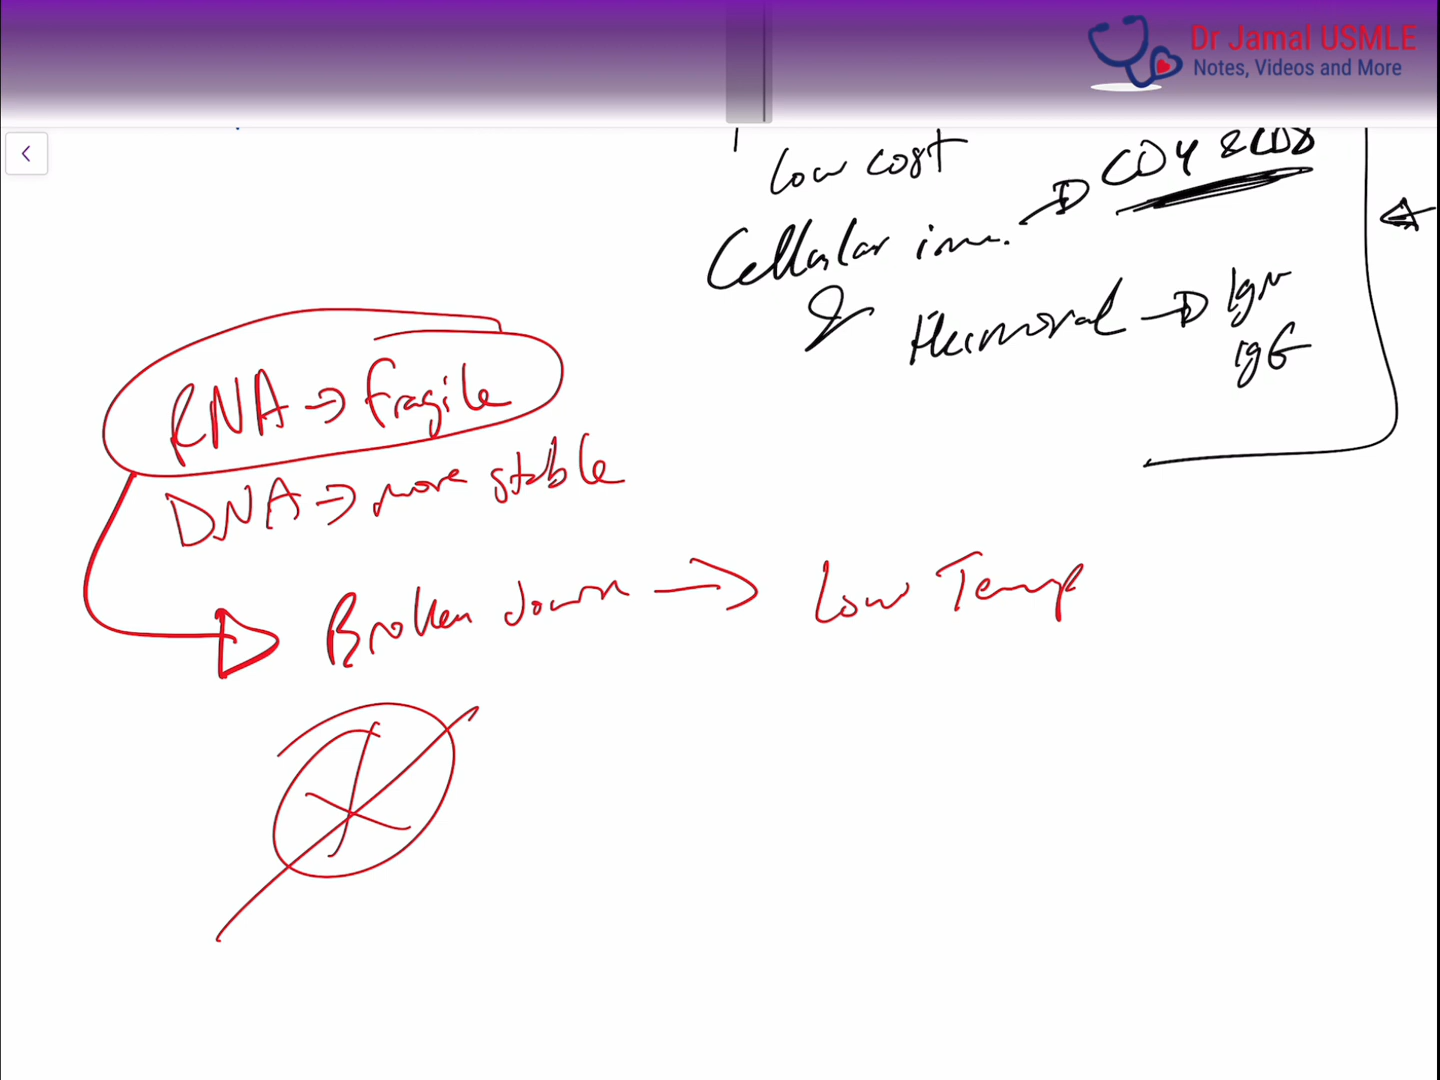 Dr Jamal USMLE
Notes, Videos and More
low cost
Cellular imm. → CD4 & CD8
& Humoral → IgM
IgG
RNA → fragile
DNA → more stable
Broken down → Low Temp